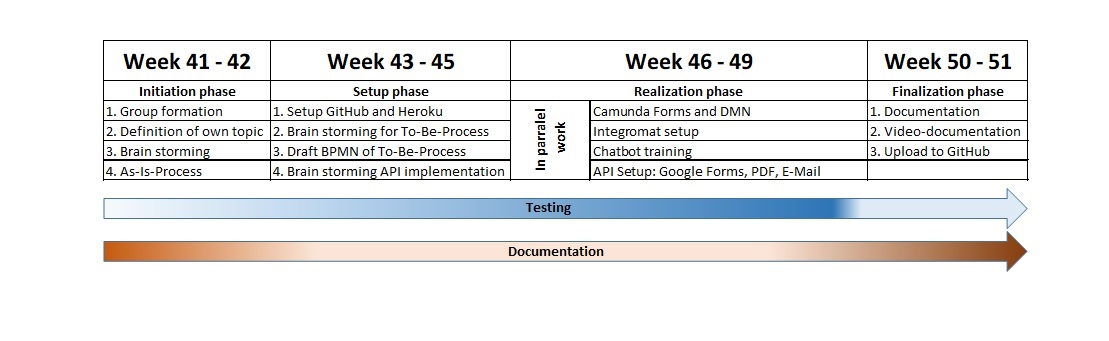 Week 41 - 42
Week 43 - 45
Week 46 - 49
Week 50 - 51
Initiation phase
Setup phase
Realization phase
Finalization phase
1. Group formation
2. Definition of own topic
3. Brain storming
4. As-Is-Process
1. Setup GitHub and Heroku
2. Brain storming for To-Be-Process
3. Draft BPMN of To-Be-Process
4. Brain storming API implementation
In parralel
work
Camunda Forms and DMN
Integromat setup
Chatbot training
API Setup: Google Forms, PDF, E-Mail
1. Documentation
2. Video-documentation
3. Upload to GitHub
Testing
Documentation